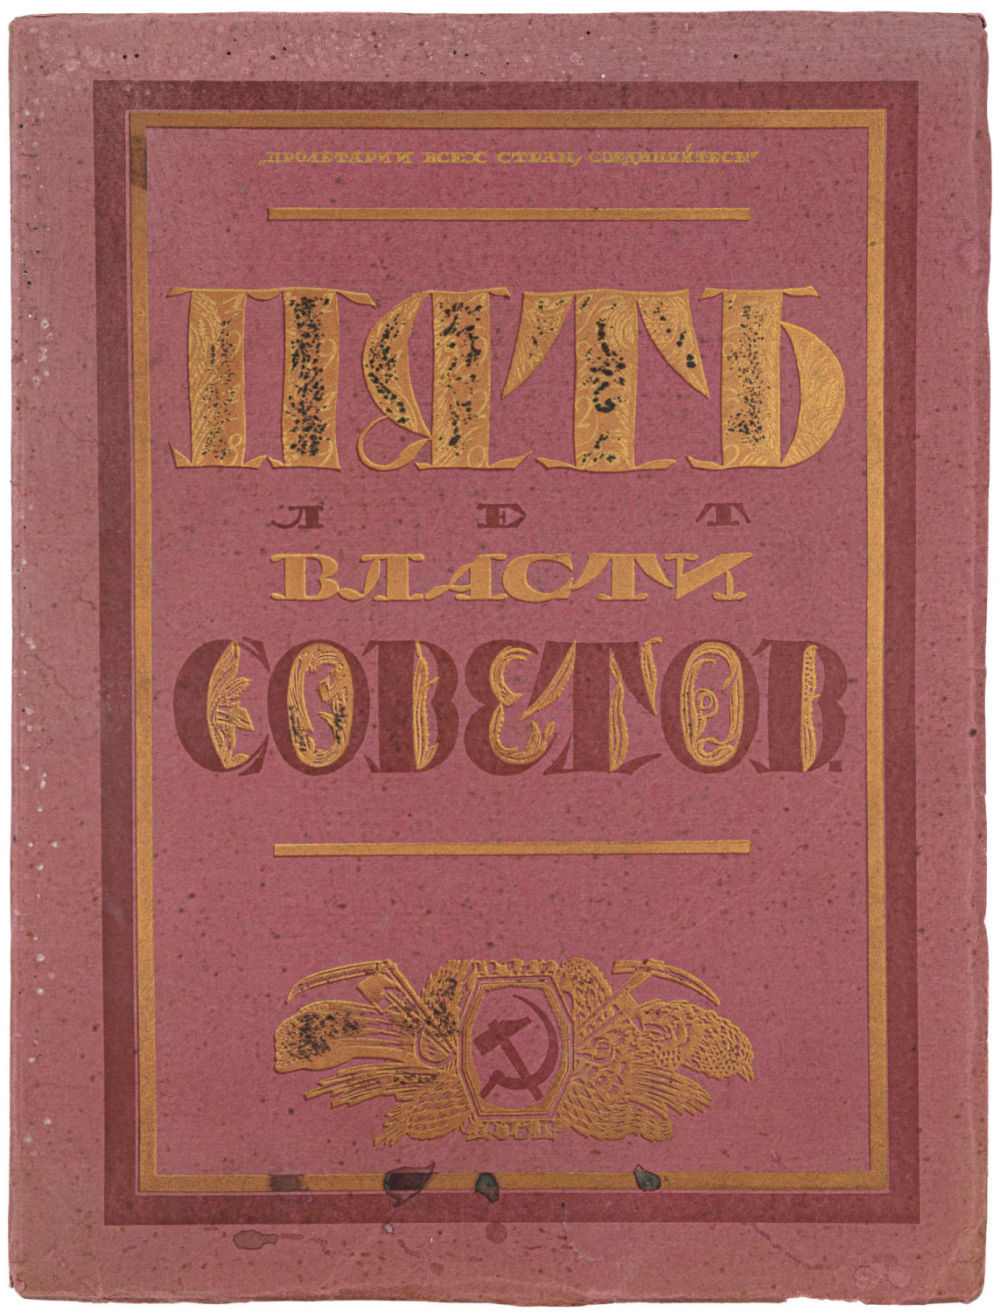 „ПРОЛЕТАРИИ ВСЕХ СТРАН, СОЕДИНЯЙТЕСЬ“
ПЯТЬ
ЛЕТ
ВЛАСТИ
СОВЕТОВ.